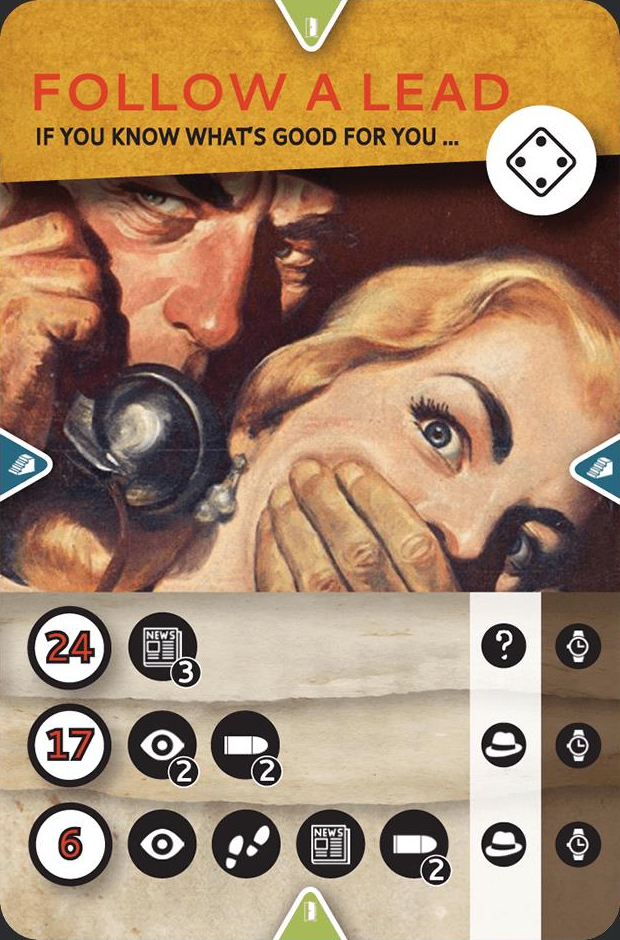 FOLLOW A LEAD
IF YOU KNOW WHAT'S GOOD FOR YOU ...
24 NEWS 3 ?
17 2 2
6 NEWS 2